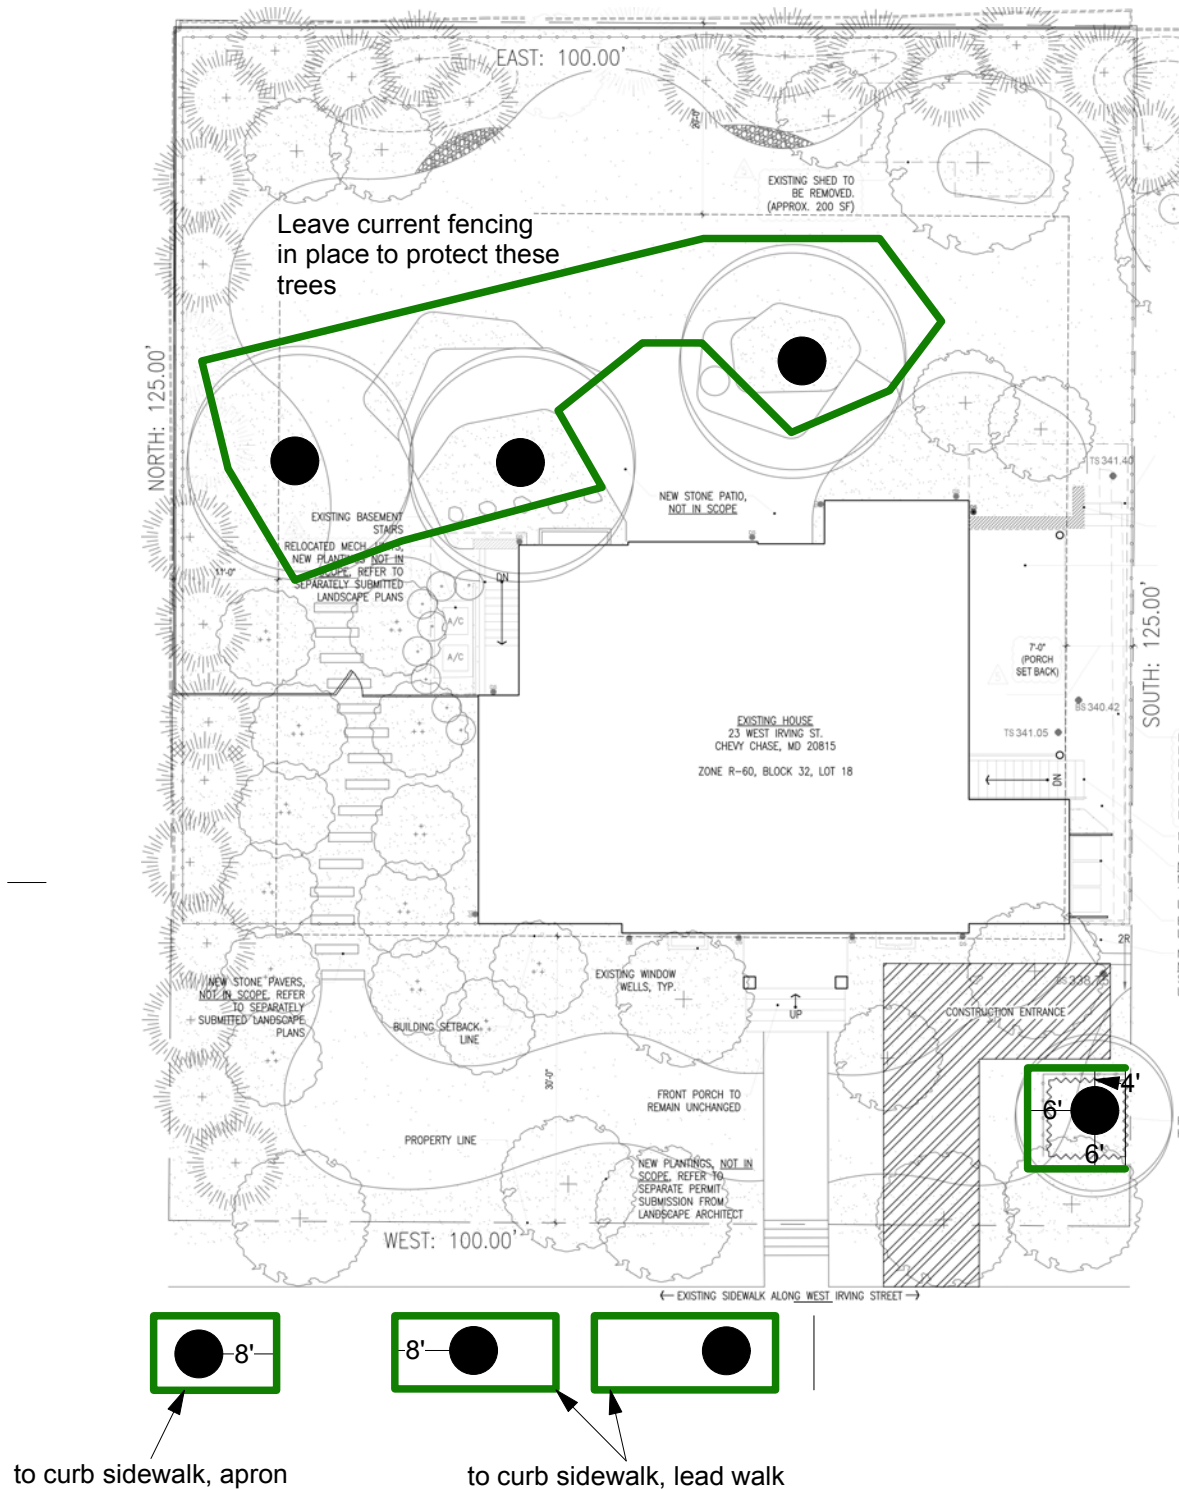 EAST: 100.00'
20'-0"
EXISTING SHED TO
BE REMOVED.
(APPROX. 200 SF)
Leave current fencing
in place to protect these
trees
NORTH: 125.00'
TS 341.40
NEW STONE PATIO,
NOT IN SCOPE
EXISTING BASEMENT
STAIRS
RELOCATED MECH. UNITS,
NEW PLANTINGS NOT IN
SCOPE, REFER TO
SEPARATELY SUBMITTED
LANDSCAPE PLANS
11'-0"
DN
A/C
A/C
7'-0"
(PORCH
SET BACK)
SOUTH: 125.00'
BS 340.42
TS 341.05
EXISTING HOUSE
23 WEST IRVING ST.
CHEVY CHASE, MD 20815
ZONE R-60, BLOCK 32, LOT 18
DN
2R
NEW STONE PAVERS,
NOT IN SCOPE, REFER
TO SEPARATELY
SUBMITTED LANDSCAPE
PLANS
EXISTING WINDOW
WELLS, TYP.
BUILDING SETBACK
LINE
UP
CONSTRUCTION ENTRANCE
30'-0"
FRONT PORCH TO
REMAIN UNCHANGED
4'
6'
6'
PROPERTY LINE
NEW PLANTINGS, NOT IN
SCOPE, REFER TO
SEPARATE PERMIT
SUBMISSION FROM
LANDSCAPE ARCHITECT
WEST: 100.00'
EXISTING SIDEWALK ALONG WEST IRVING STREET
8'
8'
to curb sidewalk, apron
to curb sidewalk, lead walk